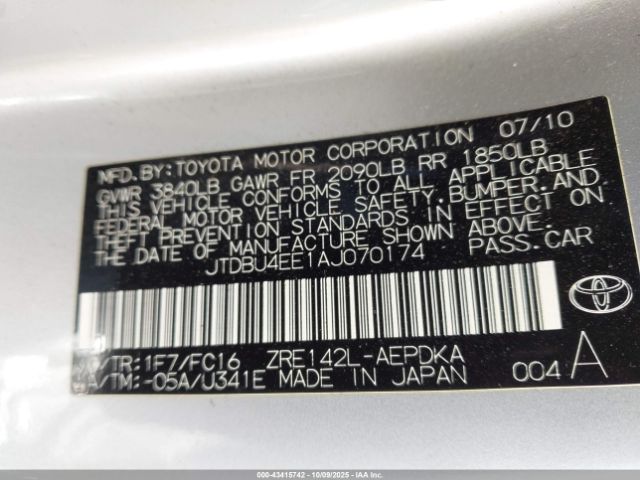 MFD. BY: TOYOTA MOTOR CORPORATION 07/10
GVWR 3840LB GAWR FR 2090LB RR 1850LB
THIS VEHICLE CONFORMS TO ALL APPLICABLE
FEDERAL MOTOR VEHICLE SAFETY, BUMPER, AND
THEFT PREVENTION STANDARDS IN EFFECT ON
THE DATE OF MANUFACTURE SHOWN ABOVE.
JTDBU4EE1AJ070174 PASS. CAR
/TR: 1F7/FC16 ZRE142L-AEPDKA
A/TM: -05A/U341E MADE IN JAPAN 004 A
TOYOTA
000-43415742 | 10/09/2025 | COPART